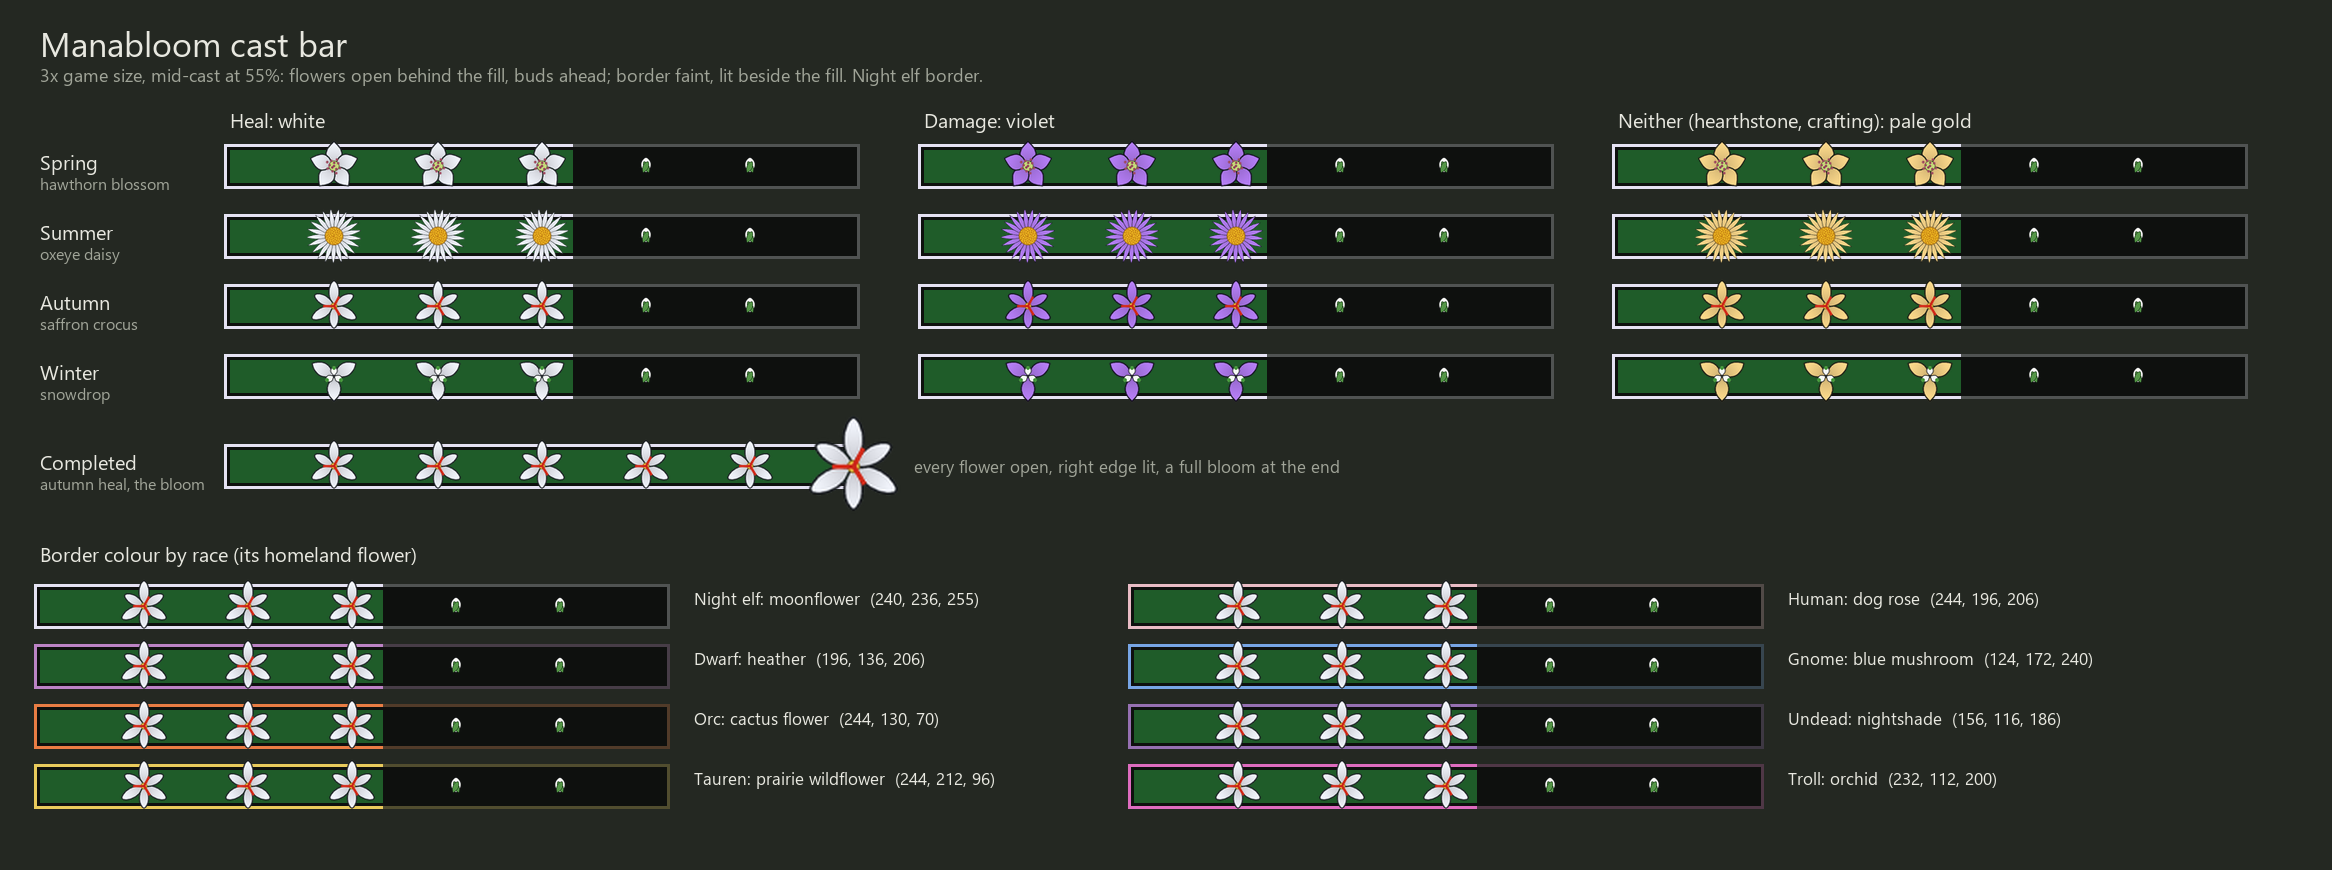 Manabloom cast bar
3x game size, mid-cast at 55%: flowers open behind the fill, buds ahead; border faint, lit beside the fill. Night elf border.
Heal: white
Damage: violet
Neither (hearthstone, crafting): pale gold
Spring
hawthorn blossom
Summer
oxeye daisy
Autumn
saffron crocus
Winter
snowdrop
Completed
autumn heal, the bloom
every flower open, right edge lit, a full bloom at the end
Border colour by race (its homeland flower)
Night elf: moonflower (240, 236, 255)
Human: dog rose (244, 196, 206)
Dwarf: heather (196, 136, 206)
Gnome: blue mushroom (124, 172, 240)
Orc: cactus flower (244, 130, 70)
Undead: nightshade (156, 116, 186)
Tauren: prairie wildflower (244, 212, 96)
Troll: orchid (232, 112, 200)